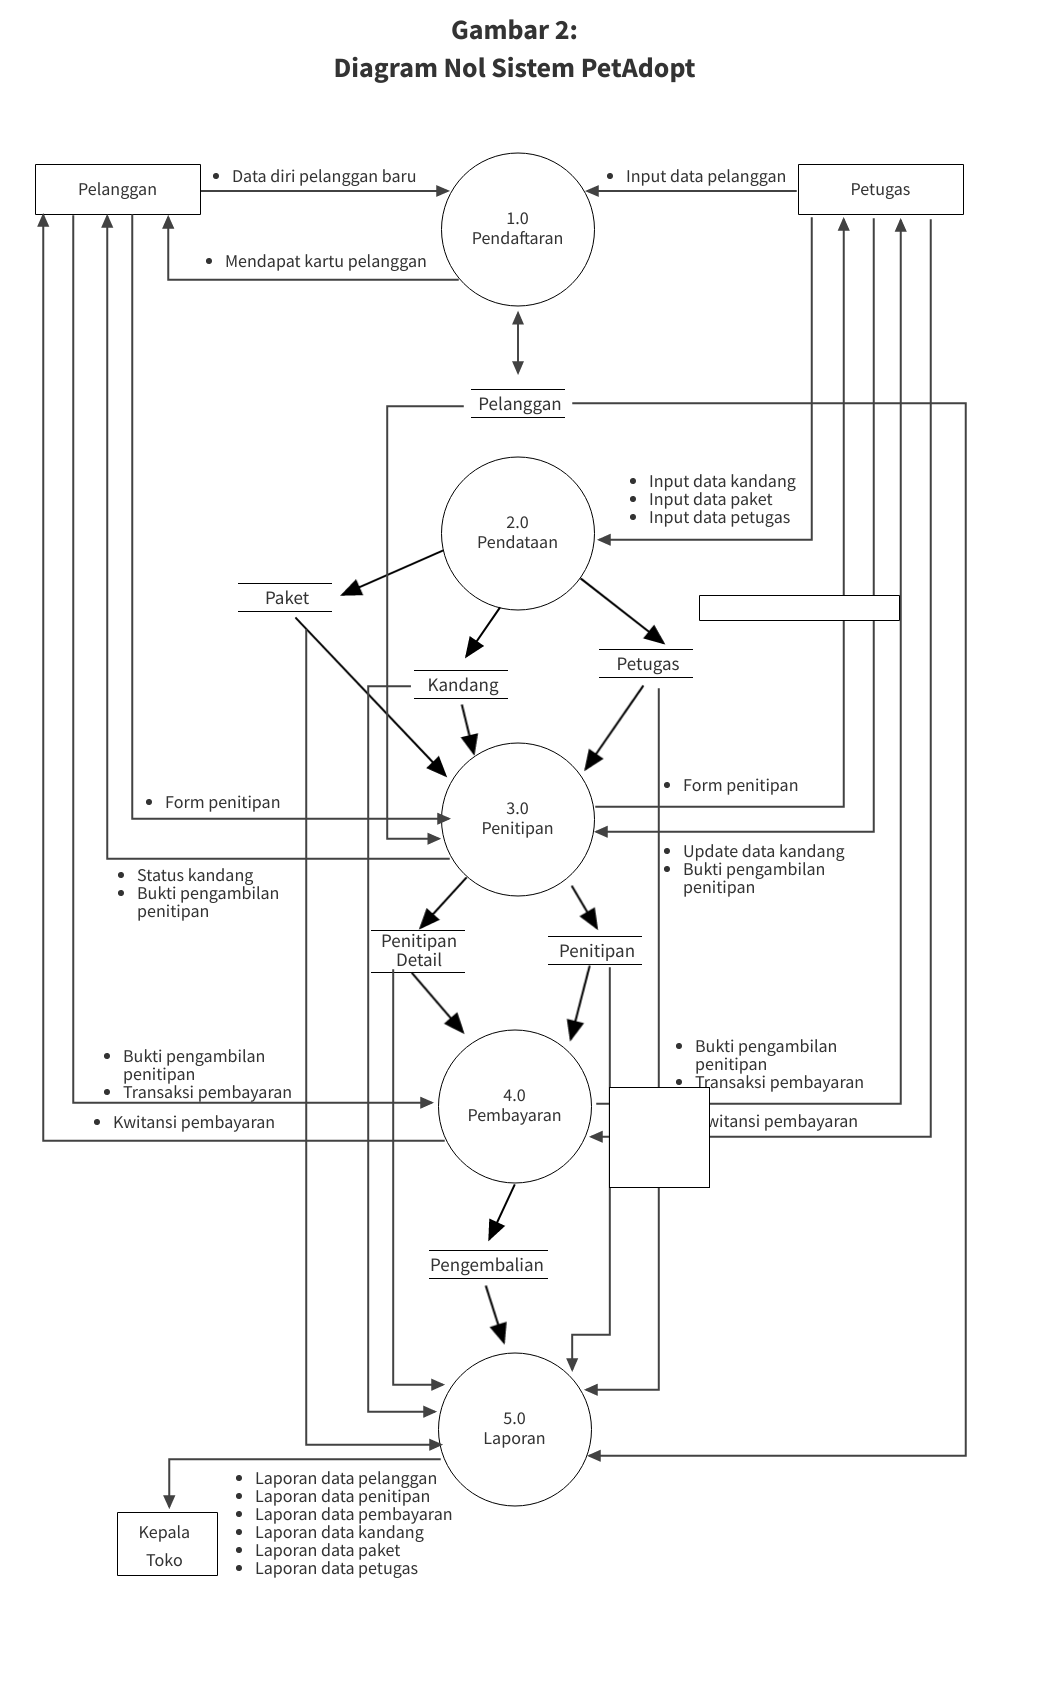 Gambar 2:
Diagram Nol Sistem PetAdopt
Pelanggan
• Data diri pelanggan baru
• Input data pelanggan
Petugas
1.0
Pendaftaran
• Mendapat kartu pelanggan
Pelanggan
• Input data kandang
• Input data paket
• Input data petugas
2.0
Pendataan
Paket
Petugas
Kandang
• Form penitipan
• Form penitipan
3.0
Penitipan
• Update data kandang
• Bukti pengambilan
penitipan
• Status kandang
• Bukti pengambilan
penitipan
Penitipan
Detail
Penitipan
• Bukti pengambilan
penitipan
• Transaksi pembayaran
• Bukti pengambilan
penitipan
• Transaksi pembayaran
4.0
Pembayaran
• Kwitansi pembayaran
witansi pembayaran
Pengembalian
5.0
Laporan
• Laporan data pelanggan
• Laporan data penitipan
• Laporan data pembayaran
• Laporan data kandang
• Laporan data paket
• Laporan data petugas
Kepala
Toko